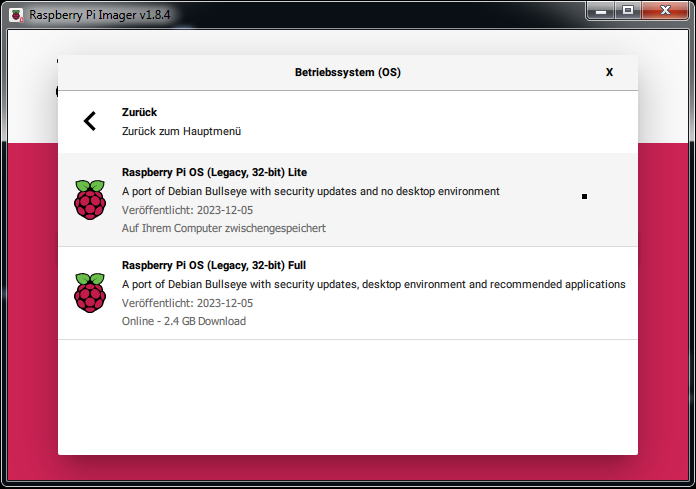 Raspberry Pi Imager v1.8.4
Betriebssystem (OS)
X
Zurück
Zurück zum Hauptmenü
Raspberry Pi OS (Legacy, 32-bit) Lite
A port of Debian Bullseye with security updates and no desktop environment
Veröffentlicht: 2023-12-05
Auf Ihrem Computer zwischengespeichert
Raspberry Pi OS (Legacy, 32-bit) Full
A port of Debian Bullseye with security updates, desktop environment and recommended applications
Veröffentlicht: 2023-12-05
Online - 2.4 GB Download